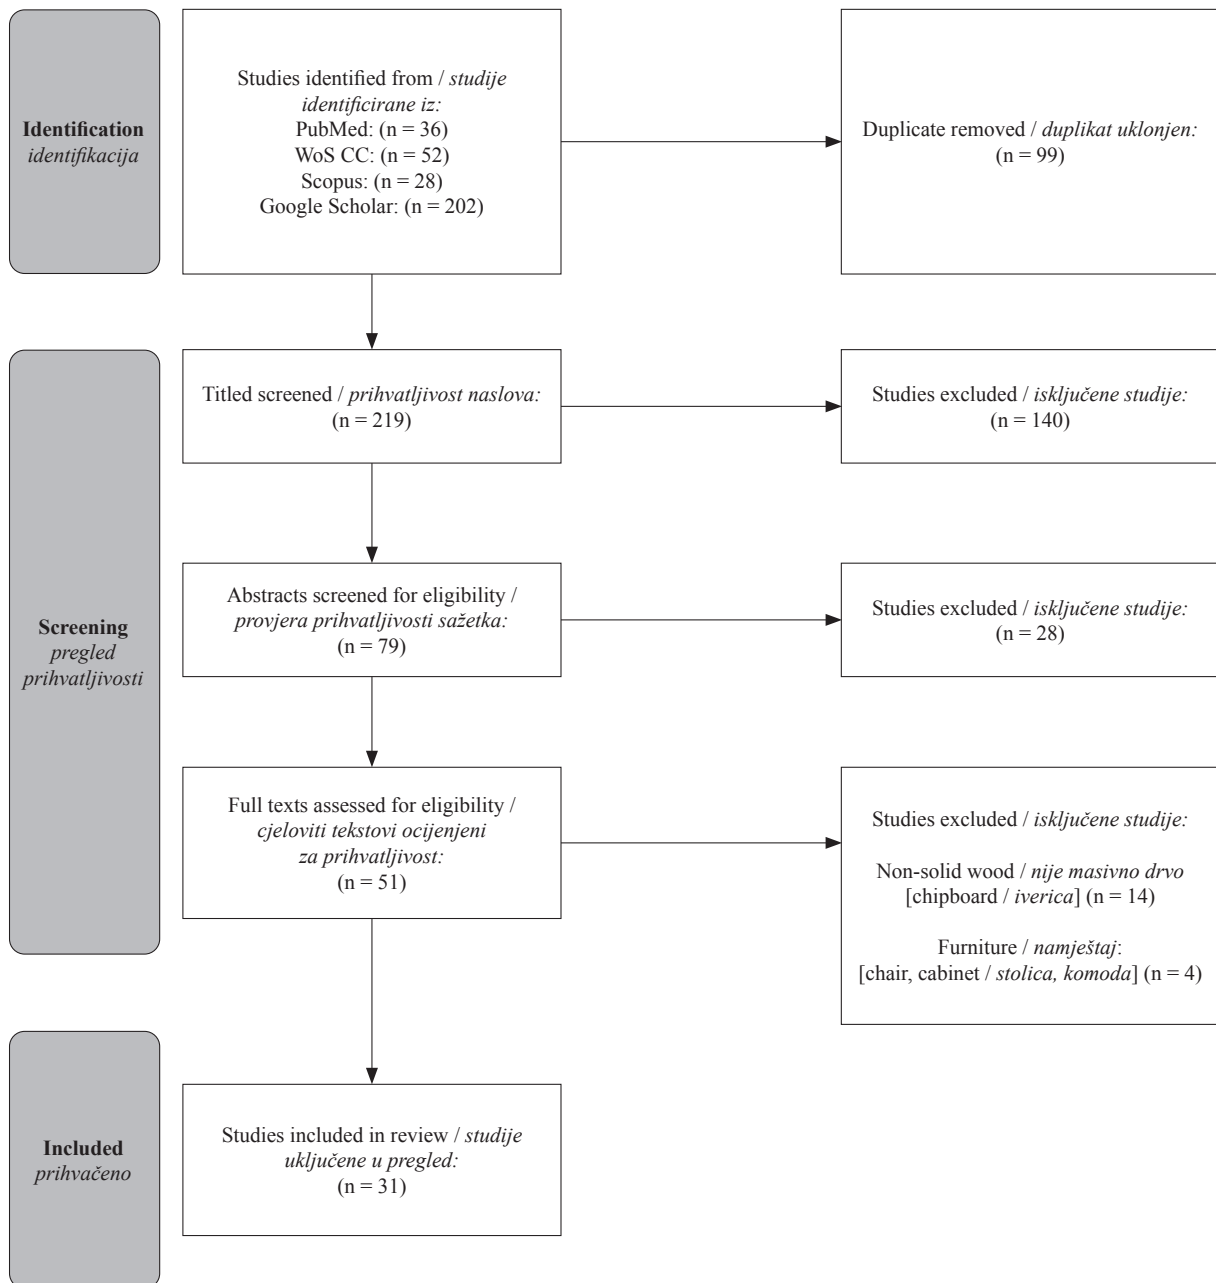 Identification
identifikacija
Studies identified from / studije
identificirane iz:
PubMed: (n = 36)
WoS CC: (n = 52)
Scopus: (n = 28)
Google Scholar: (n = 202)
Duplicate removed / duplikat uklonjen:
(n = 99)
Screening
pregled
prihvatljivosti
Titled screened / prihvatljivost naslova:
(n = 219)
Studies excluded / isključene studije:
(n = 140)
Abstracts screened for eligibility /
provjera prihvatljivosti sažetka:
(n = 79)
Studies excluded / isključene studije:
(n = 28)
Full texts assessed for eligibility /
cjeloviti tekstovi ocijenjeni
za prihvatljivost:
(n = 51)
Studies excluded / isključene studije:
Non-solid wood / nije masivno drvo
[chipboard / iverica] (n = 14)
Furniture / namještaj:
[chair, cabinet / stolica, komoda] (n = 4)
Included
prihvačeno
Studies included in review / studije
uključene u pregled:
(n = 31)